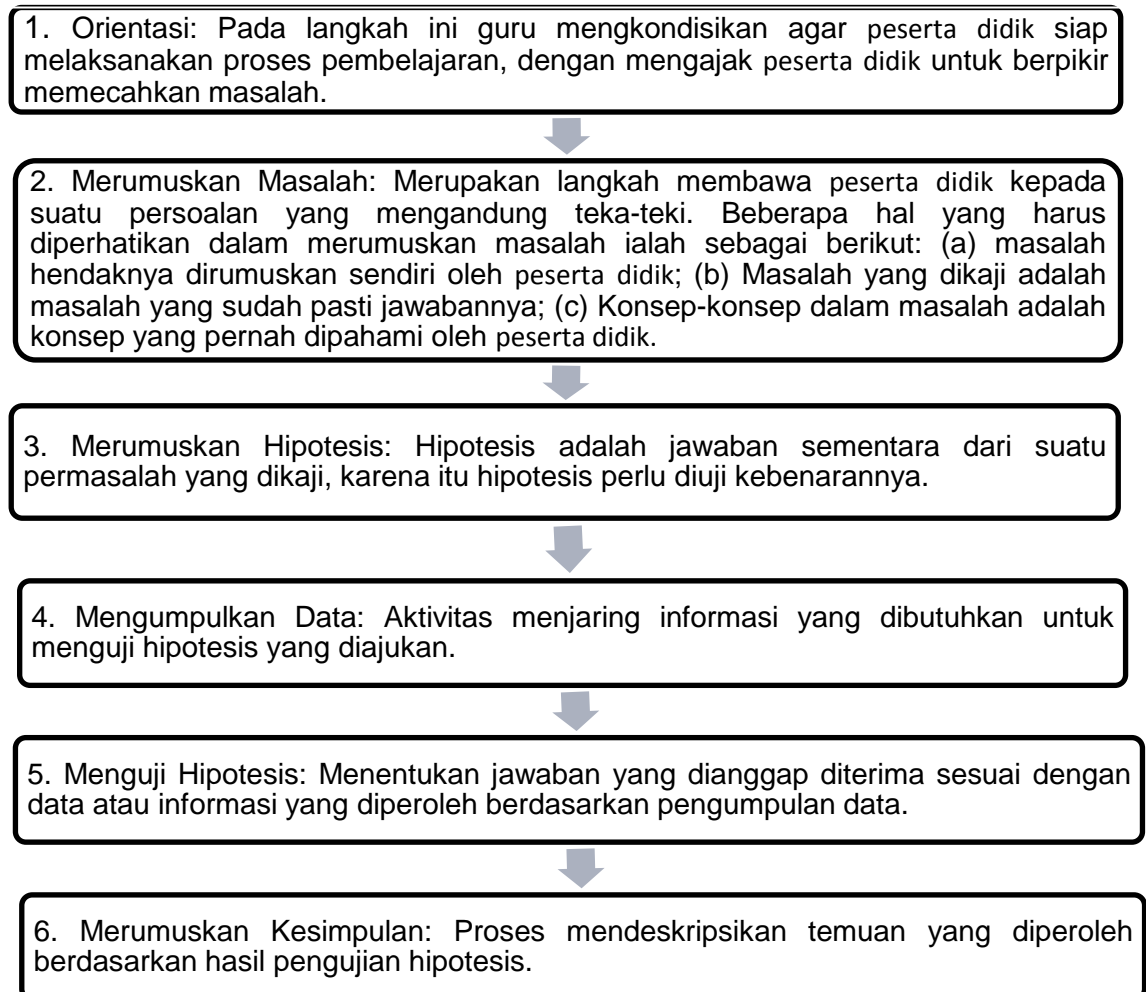 1. Orientasi: Pada langkah ini guru mengkondisikan agar peserta didik siap
melaksanakan proses pembelajaran, dengan mengajak peserta didik untuk berpikir
memecahkan masalah.
2. Merumuskan Masalah: Merupakan langkah membawa peserta didik kepada
suatu persoalan yang mengandung teka-teki. Beberapa hal yang harus
diperhatikan dalam merumuskan masalah ialah sebagai berikut: (a) masalah
hendaknya dirumuskan sendiri oleh peserta didik; (b) Masalah yang dikaji adalah
masalah yang sudah pasti jawabannya; (c) Konsep-konsep dalam masalah adalah
konsep yang pernah dipahami oleh peserta didik.
3. Merumuskan Hipotesis: Hipotesis adalah jawaban sementara dari suatu
permasalah yang dikaji, karena itu hipotesis perlu diuji kebenarannya.
4. Mengumpulkan Data: Aktivitas menjaring informasi yang dibutuhkan untuk
menguji hipotesis yang diajukan.
5. Menguji Hipotesis: Menentukan jawaban yang dianggap diterima sesuai dengan
data atau informasi yang diperoleh berdasarkan pengumpulan data.
6. Merumuskan Kesimpulan: Proses mendeskripsikan temuan yang diperoleh
berdasarkan hasil pengujian hipotesis.